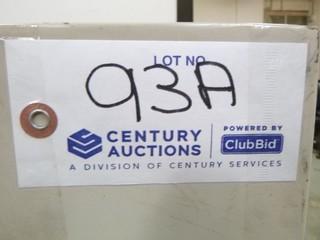 LOT NO.
93A
CENTURY AUCTIONS
POWERED BY
ClubBid
A DIVISION OF CENTURY SERVICES